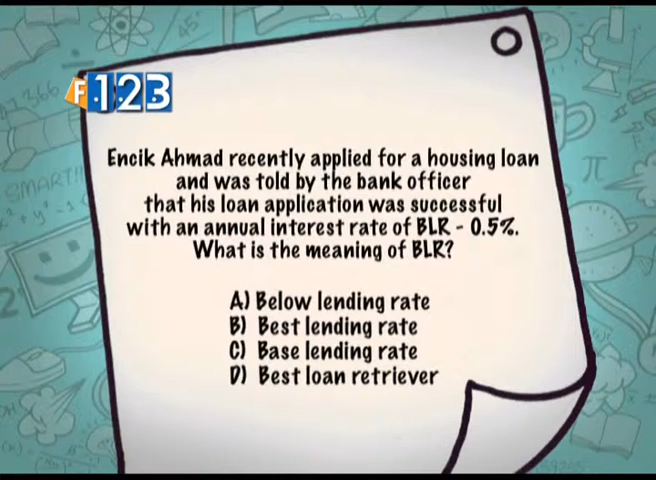 F123
Encik Ahmad recently applied for a housing loan
and was told by the bank officer
that his loan application was successful
with an annual interest rate of BLR - 0.5%.
What is the meaning of BLR?
A) Below lending rate
B) Best lending rate
C) Base lending rate
D) Best loan retriever
SMART!!